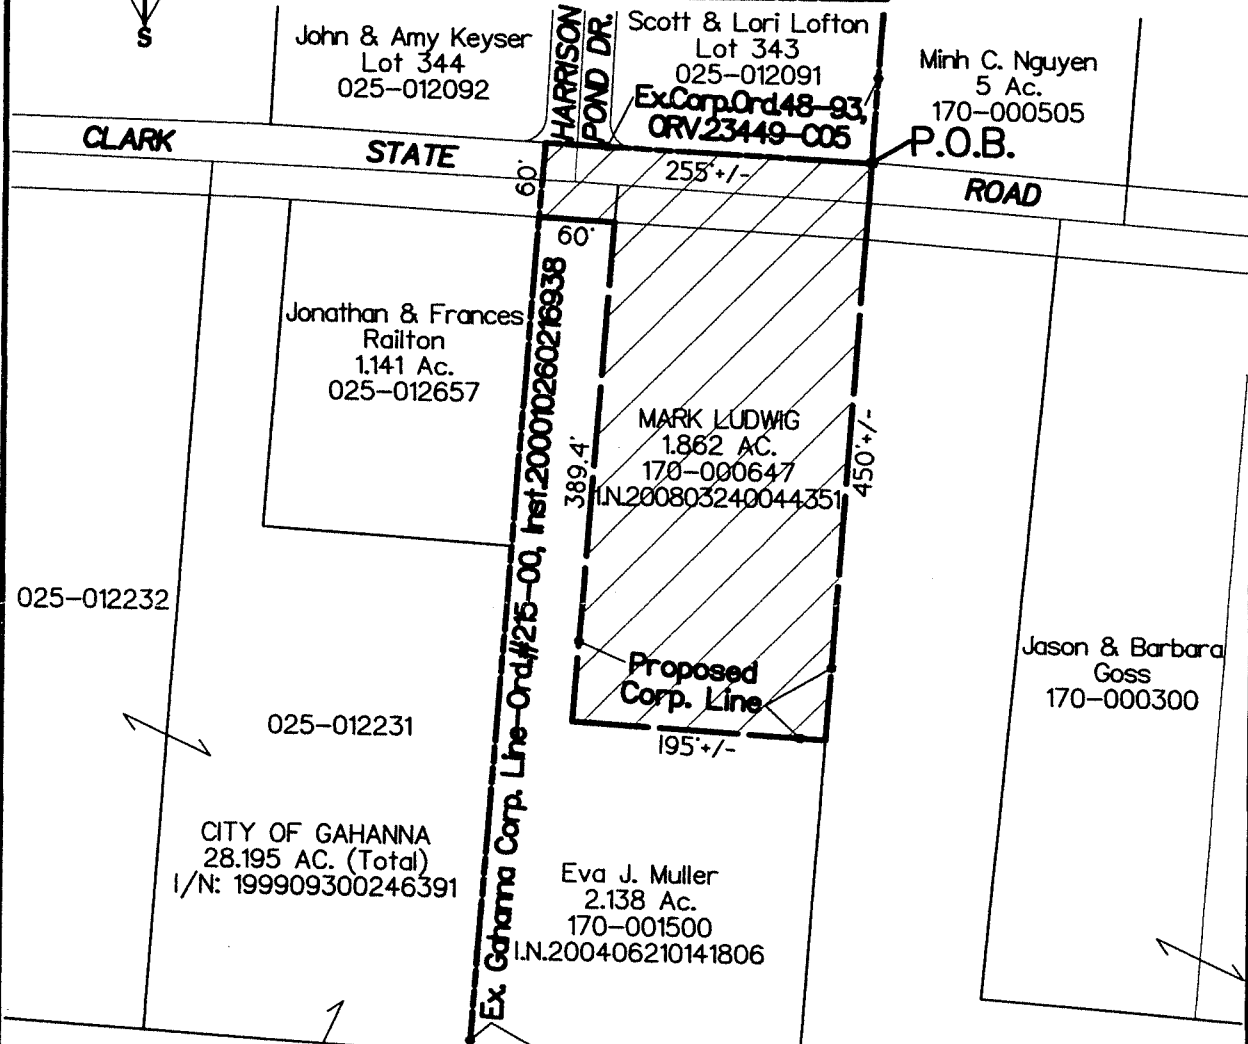 S
John & Amy Keyser
Lot 344
025-012092
HARRISON
POND DR.
Scott & Lori Lofton
Lot 343
025-012091
Ex.Corp.Ord.48-93,
ORV.23449-C05
Minh C. Nguyen
5 Ac.
170-000505
P.O.B.
CLARK STATE ROAD
60'
255'+/-
60'
Jonathan & Frances
Railton
1.141 Ac.
025-012657
Ex. Gahanna Corp. Line-Ord.#215-00, Inst.200010260216938
389.4'
MARK LUDWIG
1.862 AC.
170-000647
I.N.200803240044351
450'+/-
Proposed
Corp. Line
195'+/-
025-012232
025-012231
CITY OF GAHANNA
28.195 AC. (Total)
I/N: 199909300246391
Eva J. Muller
2.138 Ac.
170-001500
I.N.200406210141806
Jason & Barbara
Goss
170-000300